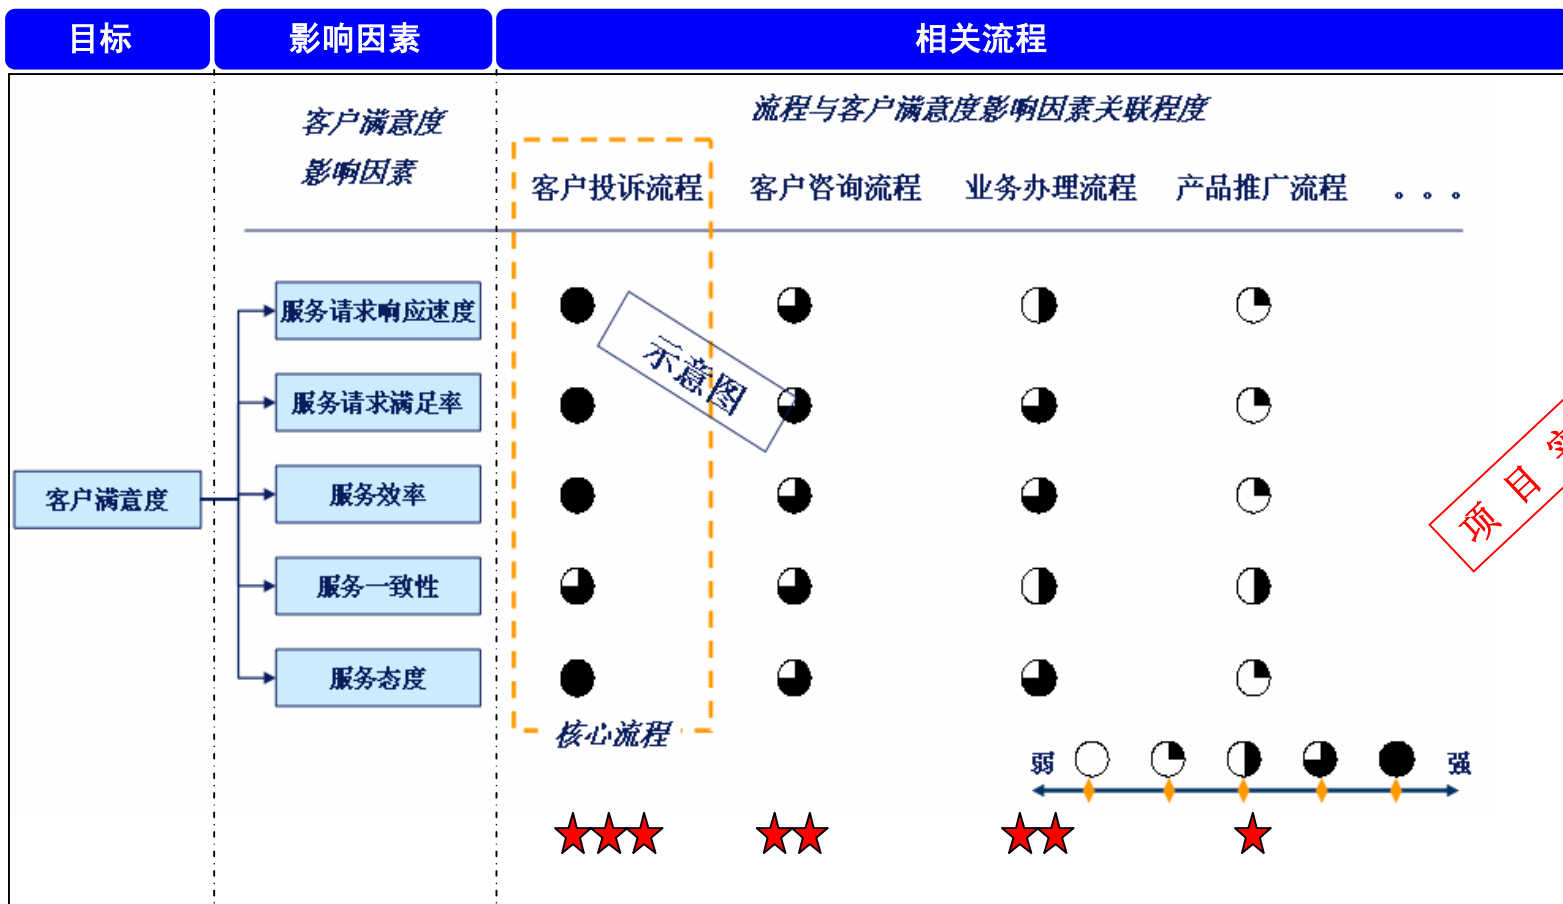 目标
影响因素
相关流程
客户满意度
影响因素
流程与客户满意度影响因素关联程度
客户投诉流程
客户咨询流程
业务办理流程
产品推广流程
。。。
服务请求响应速度
示意图
服务请求满足率
客户满意度
服务效率
项目
服务一致性
服务态度
核心流程
弱
强